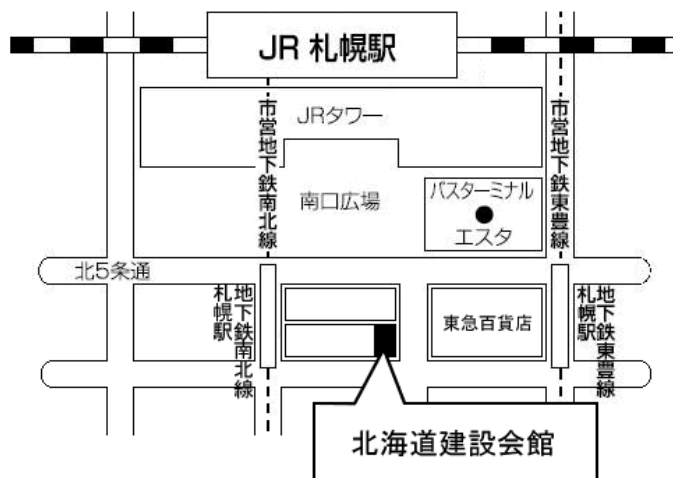 JR 札幌駅
JRタワー
市営地下鉄南北線
市営地下鉄東豊線
南口広場
バスターミナル
エスタ
北5条通
地下鉄南北線
札幌駅
東急百貨店
地下鉄東豊線
札幌駅
北海道建設会館